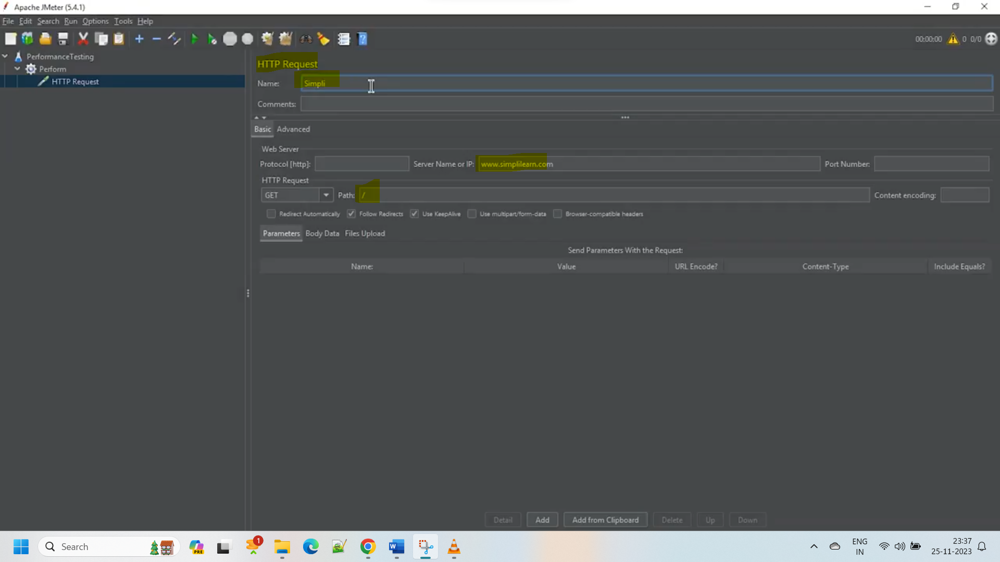 Apache JMeter (5.4.1)
File Edit Search Run Options Tools Help
00:00:00 0 0/0
PerformanceTesting
Perform
HTTP Request
HTTP Request
Name: Simpli
Comments:
Basic Advanced
Web Server
Protocol [http]: Server Name or IP: www.simplilearn.com Port Number:
HTTP Request
GET Path: / Content encoding:
Redirect Automatically Follow Redirects Use KeepAlive Use multipart/form-data Browser-compatible headers
Parameters Body Data Files Upload
Send Parameters With the Request:
Name: Value URL Encode? Content-Type Include Equals?
Detail Add Add from Clipboard Delete Up Down
Search PRE 1 W ENG IN 23:37
25-11-2023